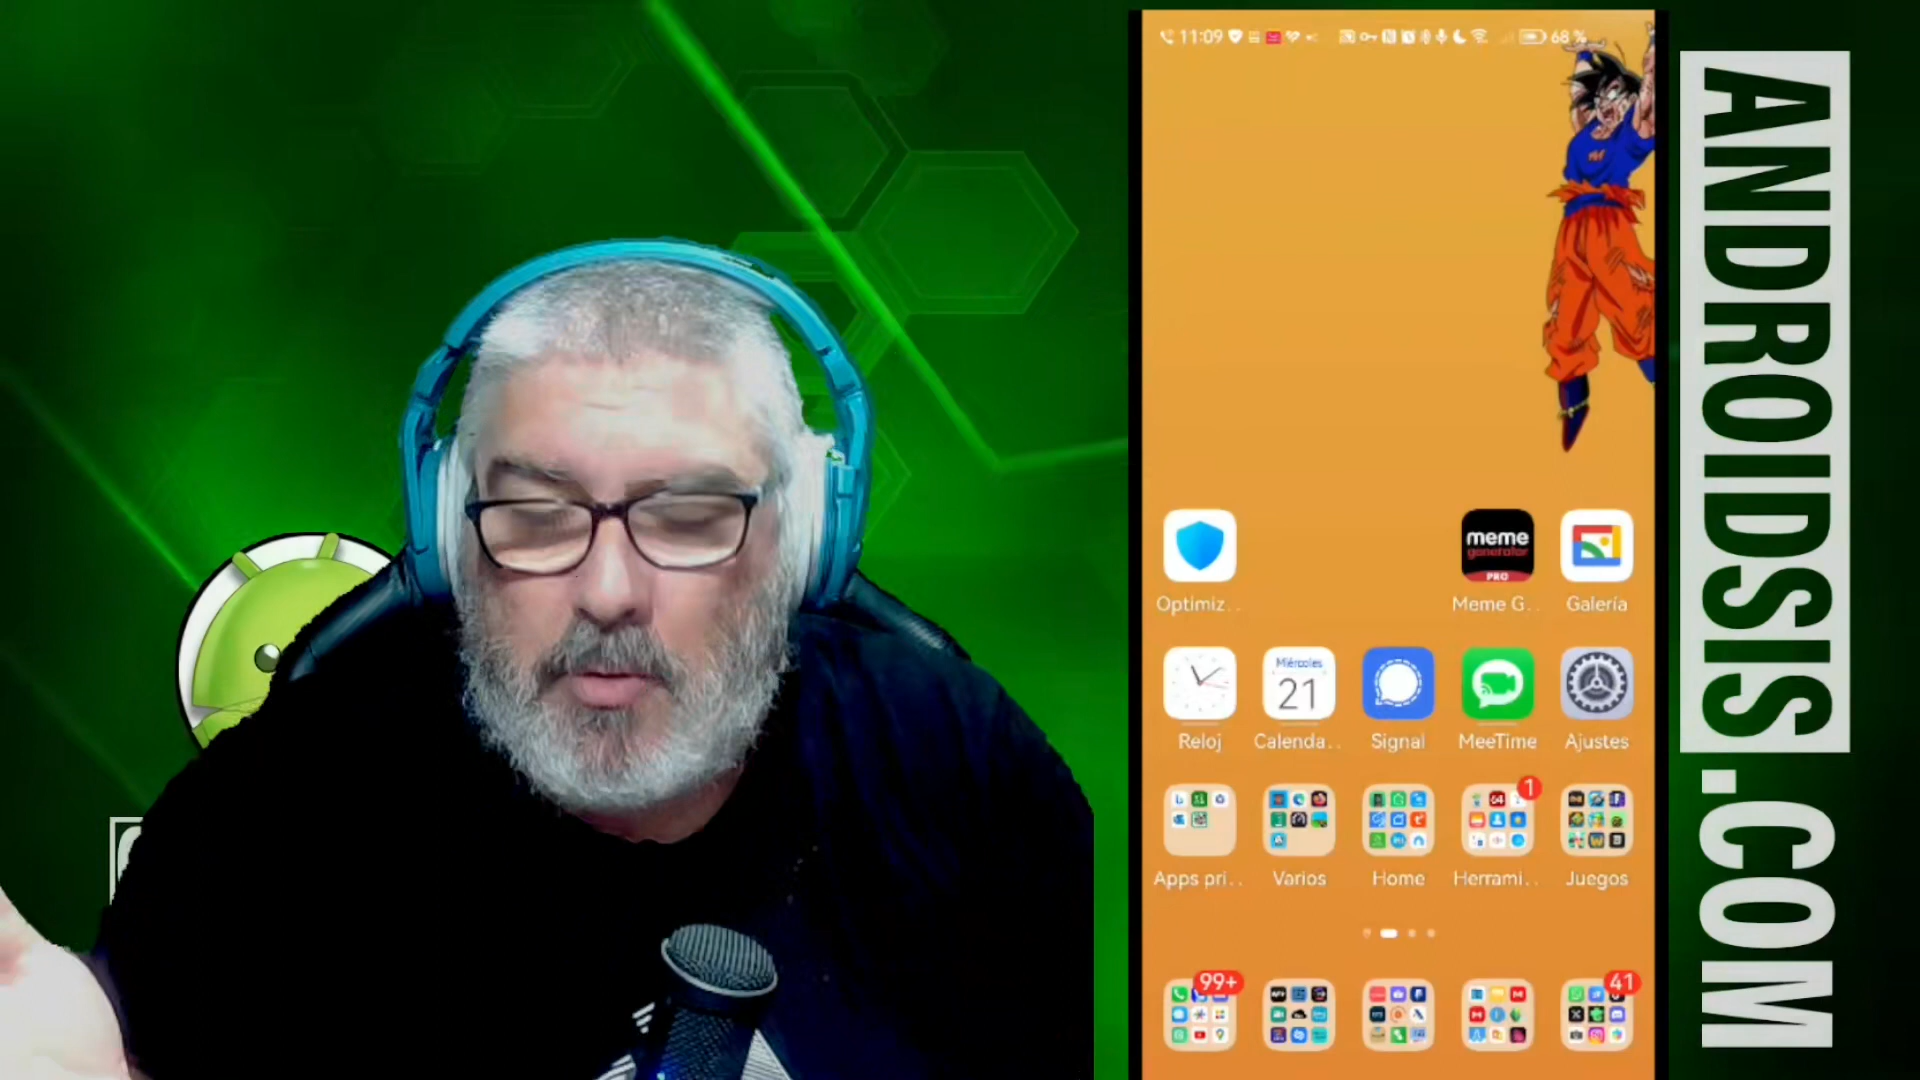 11:09
68 %
meme
generator
PRO
Optimiz..
Meme G..
Galería
Miércoles
21
Reloj
Calenda..
Signal
MeeTime
Ajustes
1
Apps pri..
Varios
Home
Herrami..
Juegos
99+
41
ANDROIDSIS.COM